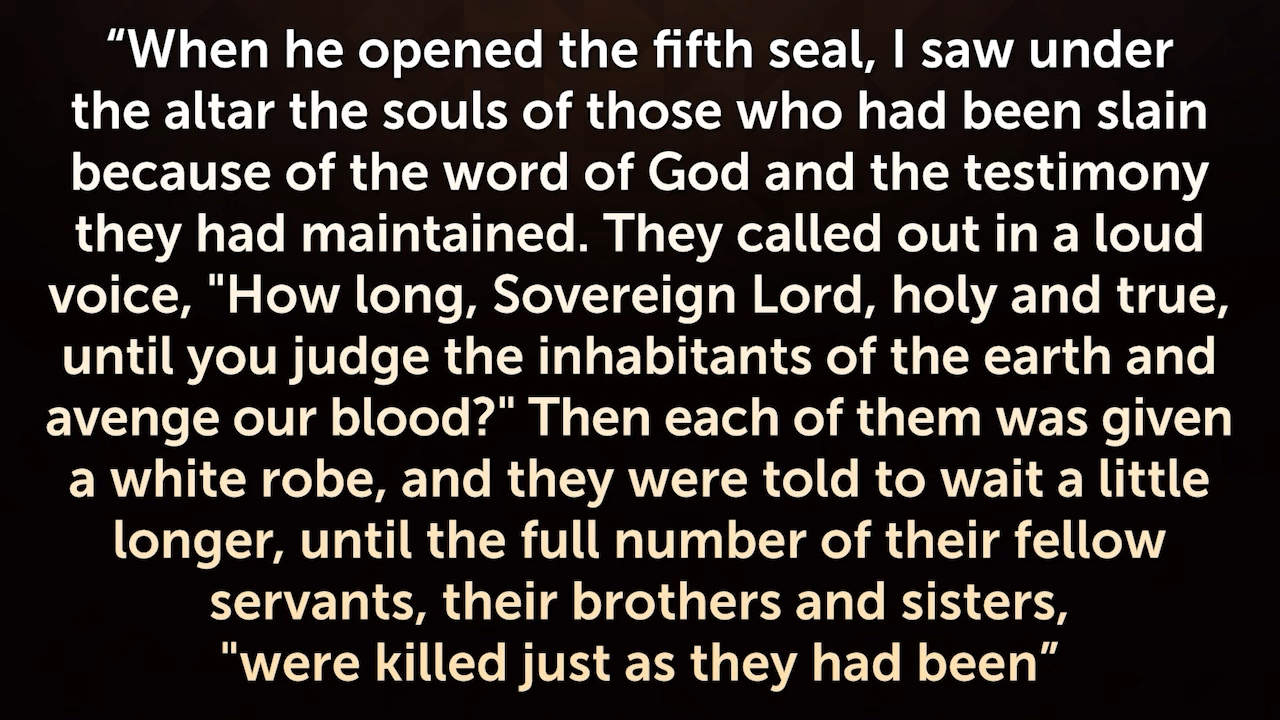 “When he opened the fifth seal, I saw under
the altar the souls of those who had been slain
because of the word of God and the testimony
they had maintained. They called out in a loud
voice, "How long, Sovereign Lord, holy and true,
until you judge the inhabitants of the earth and
avenge our blood?" Then each of them was given
a white robe, and they were told to wait a little
longer, until the full number of their fellow
servants, their brothers and sisters,
"were killed just as they had been”